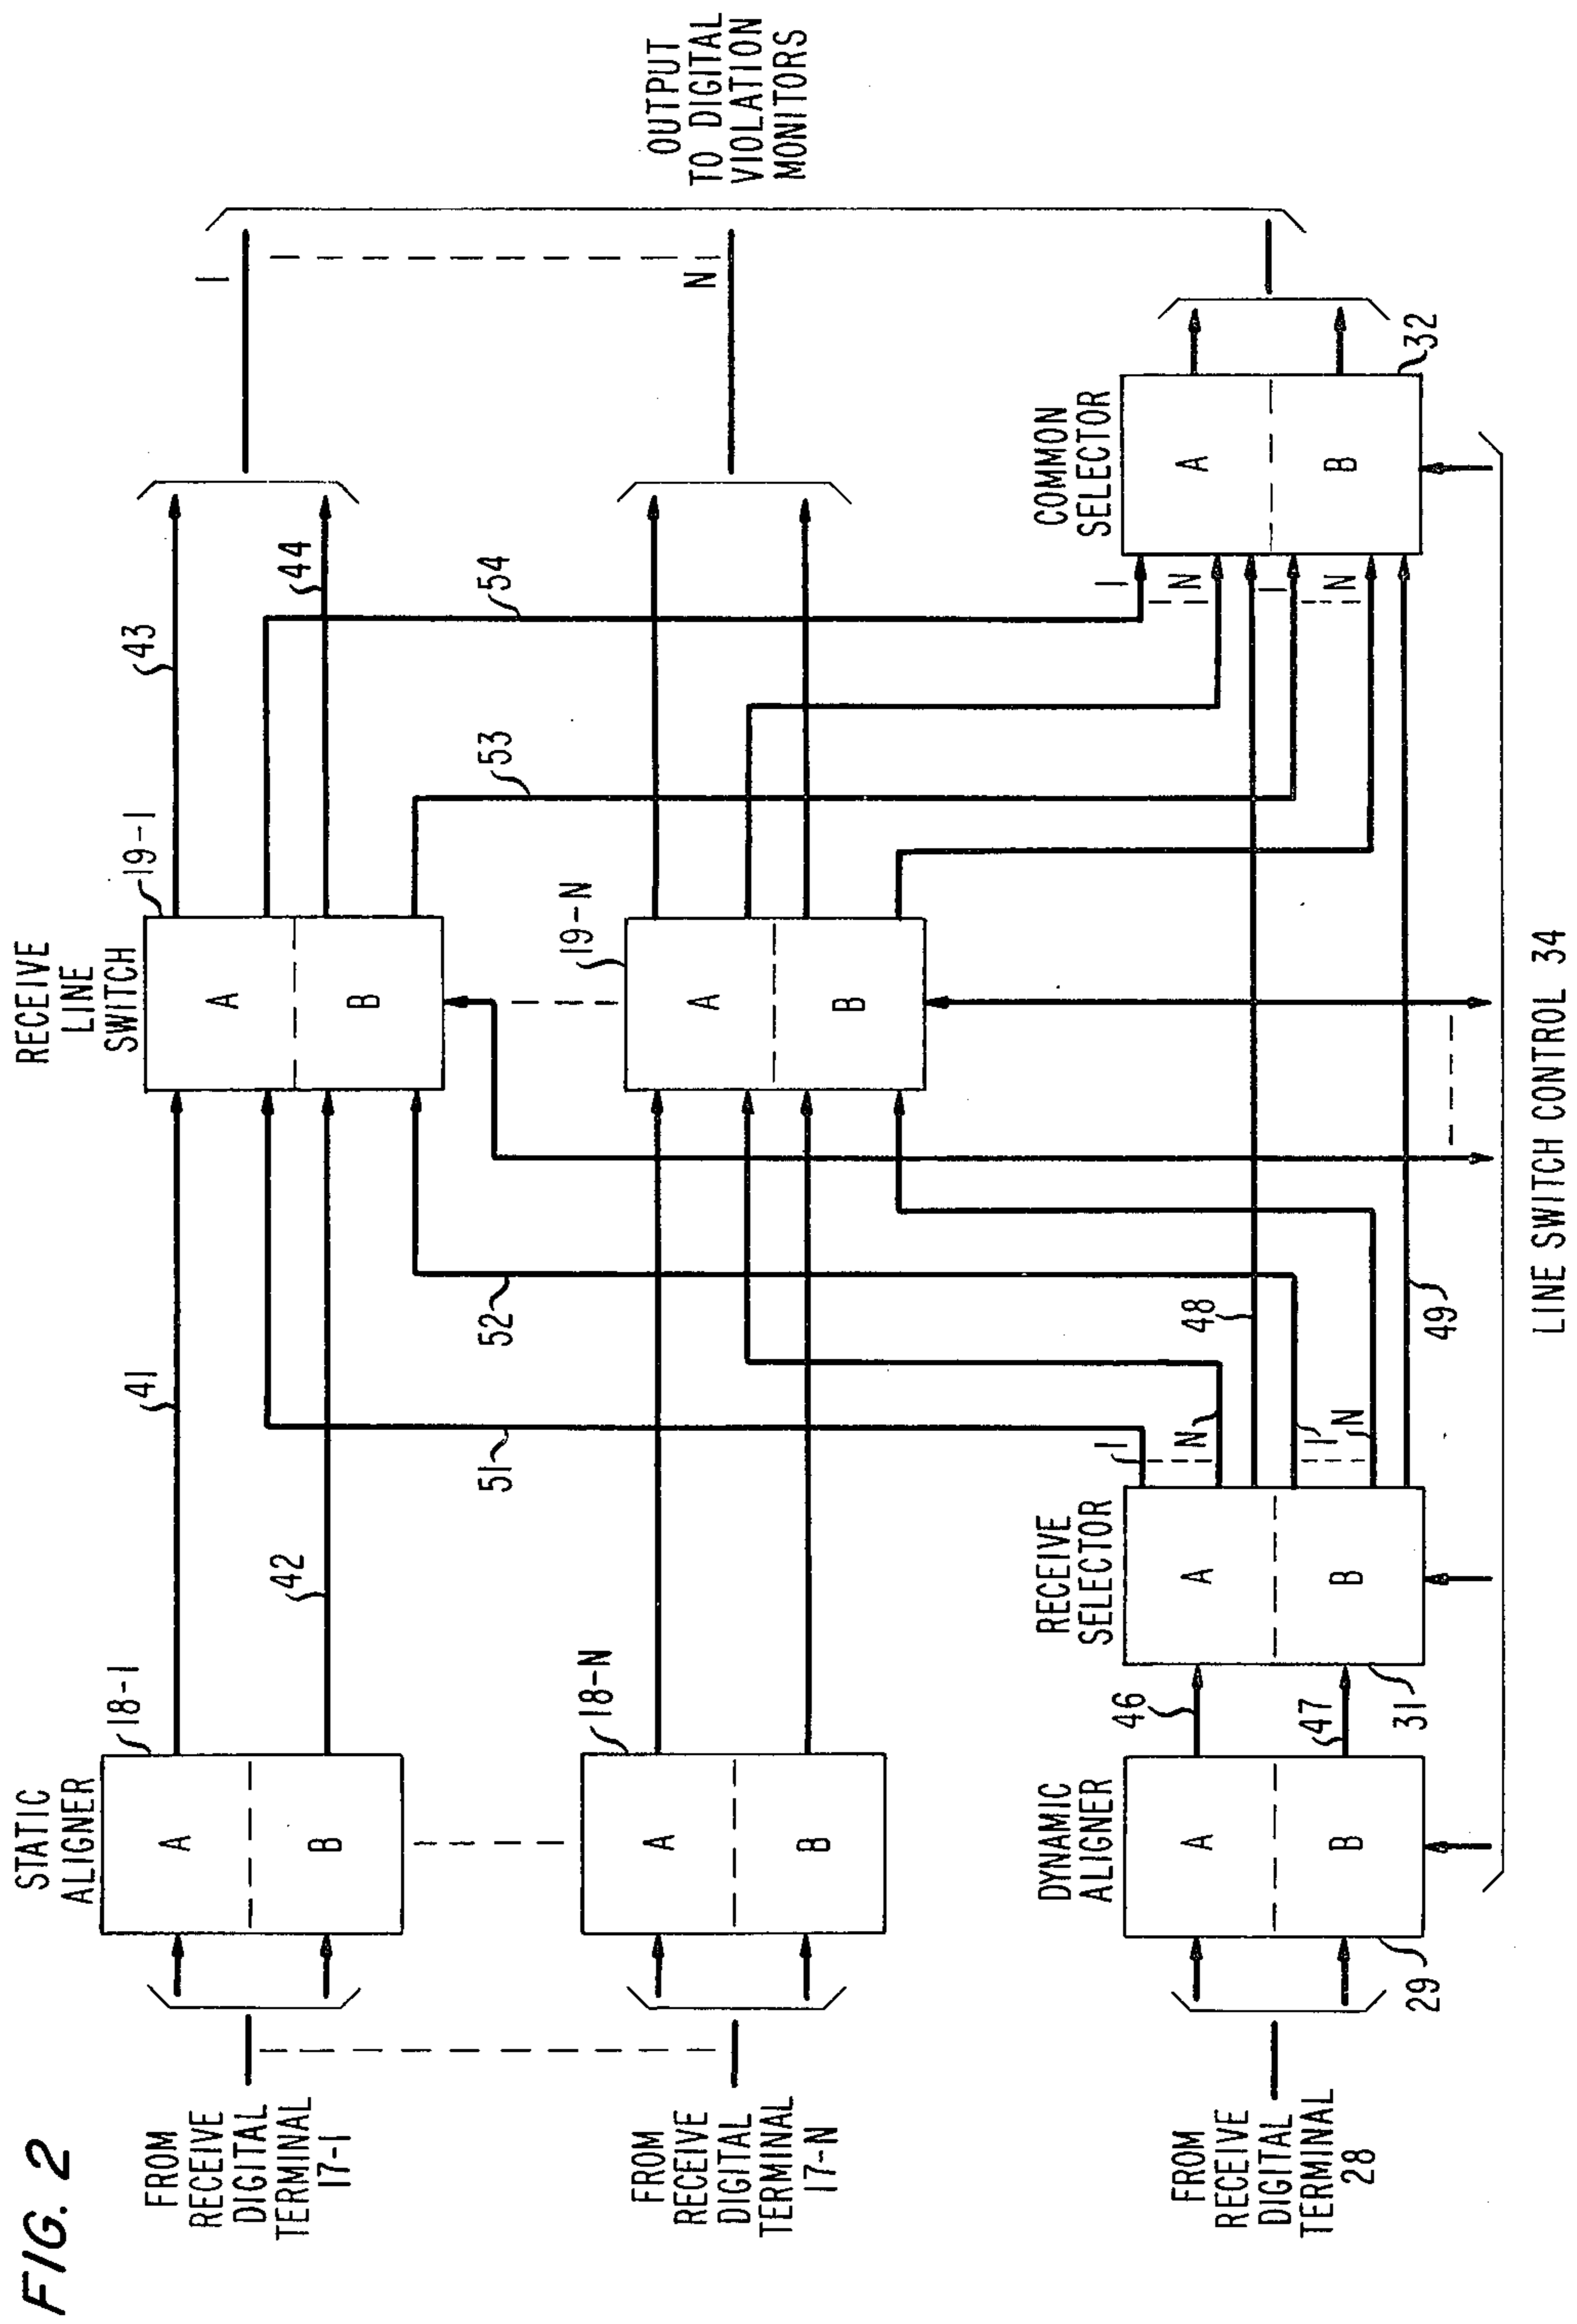 FIG. 2
FROM
RECEIVE
DIGITAL
TERMINAL
17-1
STATIC
ALIGNER
18-1
A
B
41
42
RECEIVE
LINE
SWITCH
19-1
A
B
43
44
1
FROM
RECEIVE
DIGITAL
TERMINAL
17-N
18-N
A
B
51
52
19-N
A
B
53
54
N
OUTPUT
TO DIGITAL
VIOLATION
MONITORS
FROM
RECEIVE
DIGITAL
TERMINAL
28
DYNAMIC
ALIGNER
A
B
29
46
47
RECEIVE
SELECTOR
A
B
31
1
N
1
N
48
49
1
N
1
N
COMMON
SELECTOR
A
B
32
LINE SWITCH CONTROL 34